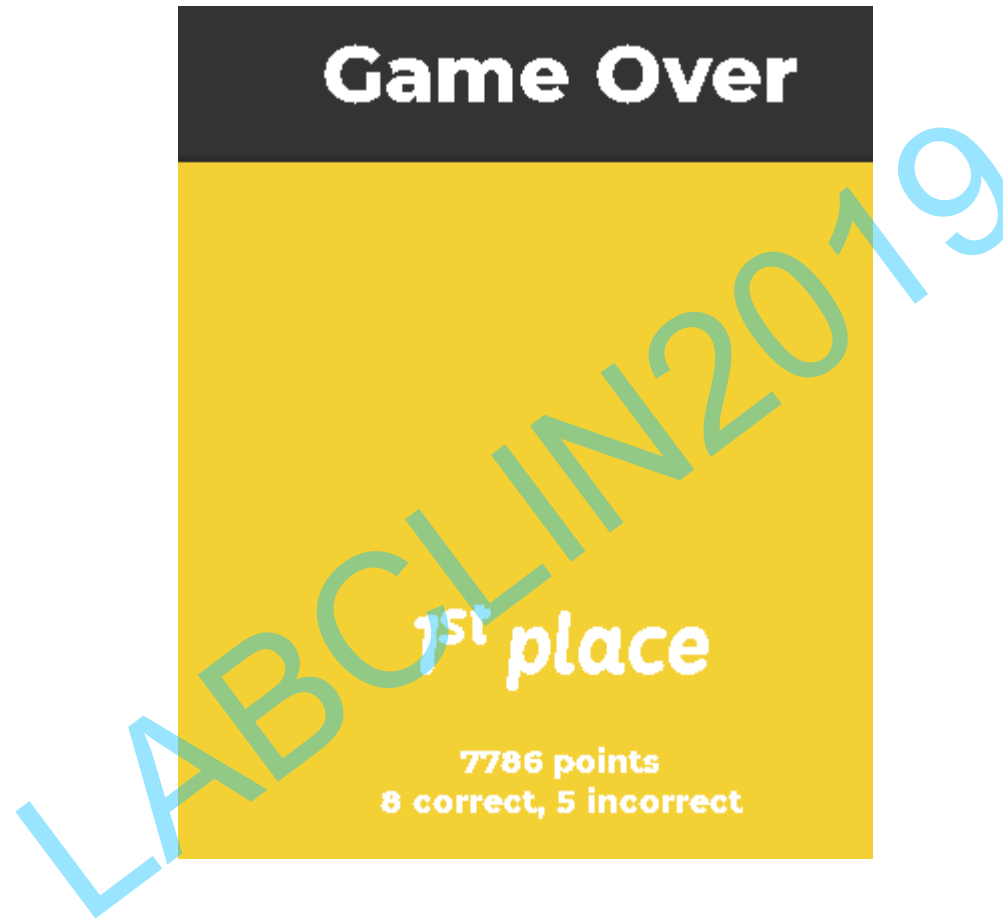 Game Over
LABCLIN2019
1st place
7786 points
8 correct, 5 incorrect